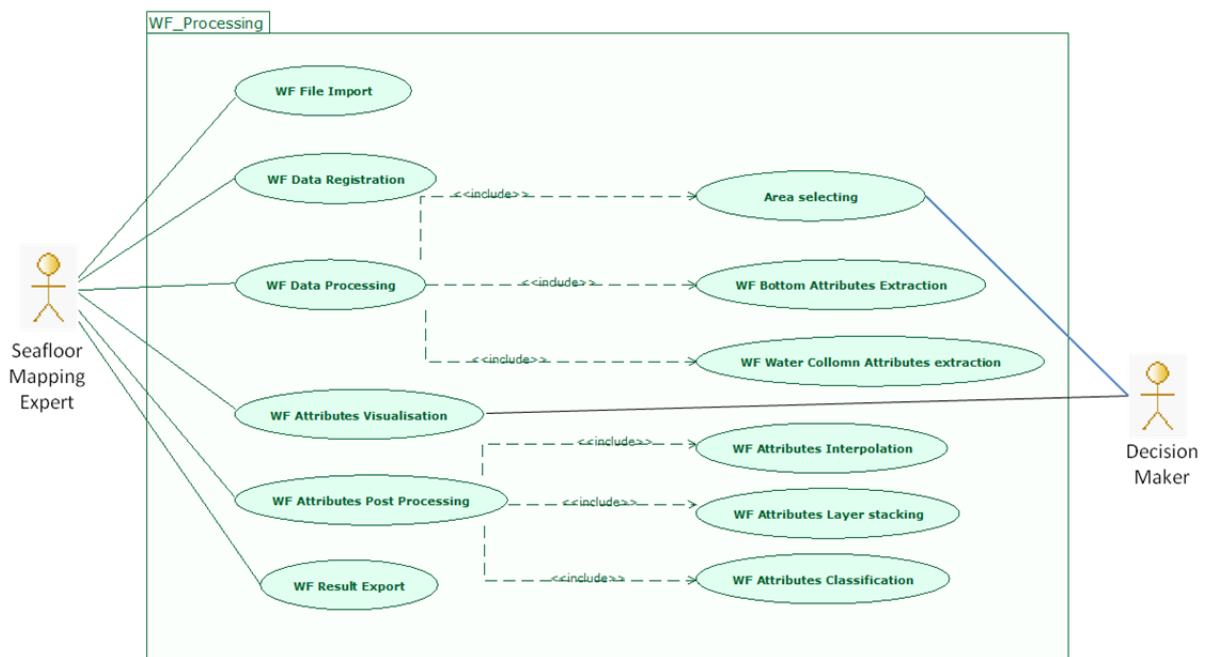 WF_Processing
WF File Import
WF Data Registration
<<include>>
Area selecting
WF Data Processing
<<include>>
WF Bottom Attributes Extraction
<<include>>
WF Water Collomn Attributes extraction
Seafloor
Mapping
Expert
WF Attributes Visualisation
<<include>>
WF Attributes Interpolation
Decision
Maker
WF Attributes Post Processing
<<include>>
WF Attributes Layer stacking
<<include>>
WF Attributes Classification
WF Result Export